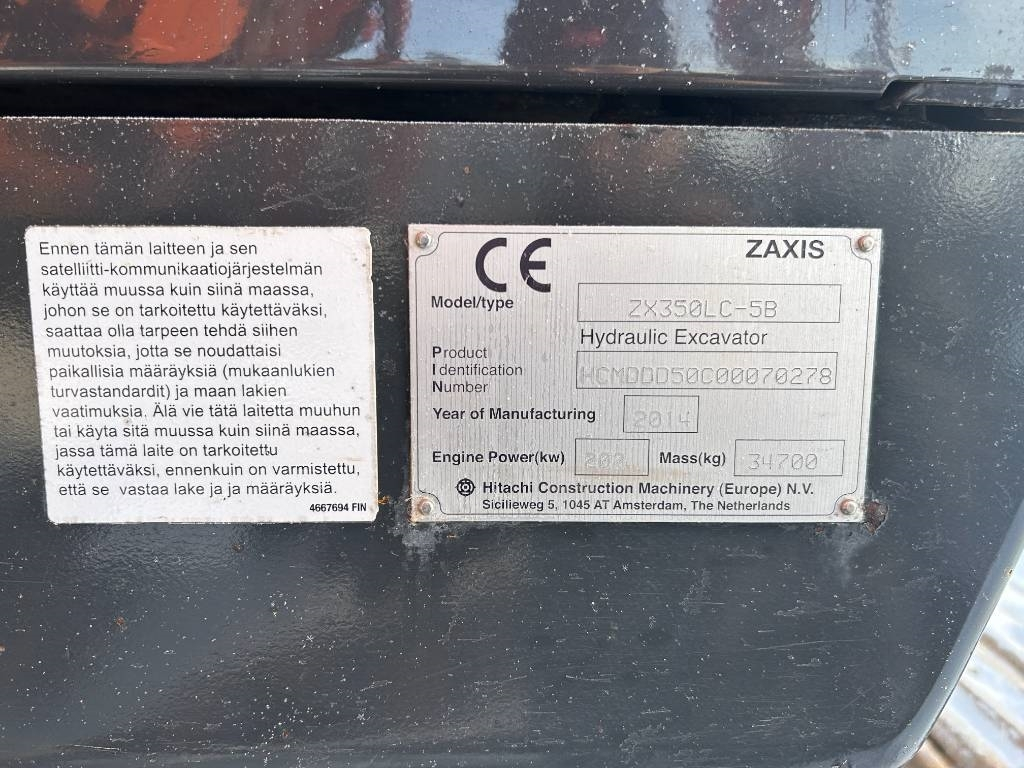 Ennen tämän laitteen ja sen
satelliitti-kommunikaatiojärjestelmän
käyttää muussa kuin siinä maassa,
johon se on tarkoitettu käytettäväksi,
saattaa olla tarpeen tehdä siihen
muutoksia, jotta se noudattaisi
paikallisia määräyksiä (mukaanlukien
turvastandardit) ja maan lakien
vaatimuksia. Älä vie tätä laitetta muuhun
tai käyta sitä muussa kuin siinä maassa,
jassa tämä laite on tarkoitettu
käytettäväksi, ennenkuin on varmistettu,
että se vastaa lake ja ja määräyksiä.
4667694 FIN
CE ZAXIS
Model/type ZX350LC-5B
Hydraulic Excavator
Product
Identification HCMDDD50C00070278
Number
Year of Manufacturing 2014
Engine Power(kw) 202 Mass(kg) 34700
Hitachi Construction Machinery (Europe) N.V.
Sicilieweg 5, 1045 AT Amsterdam, The Netherlands